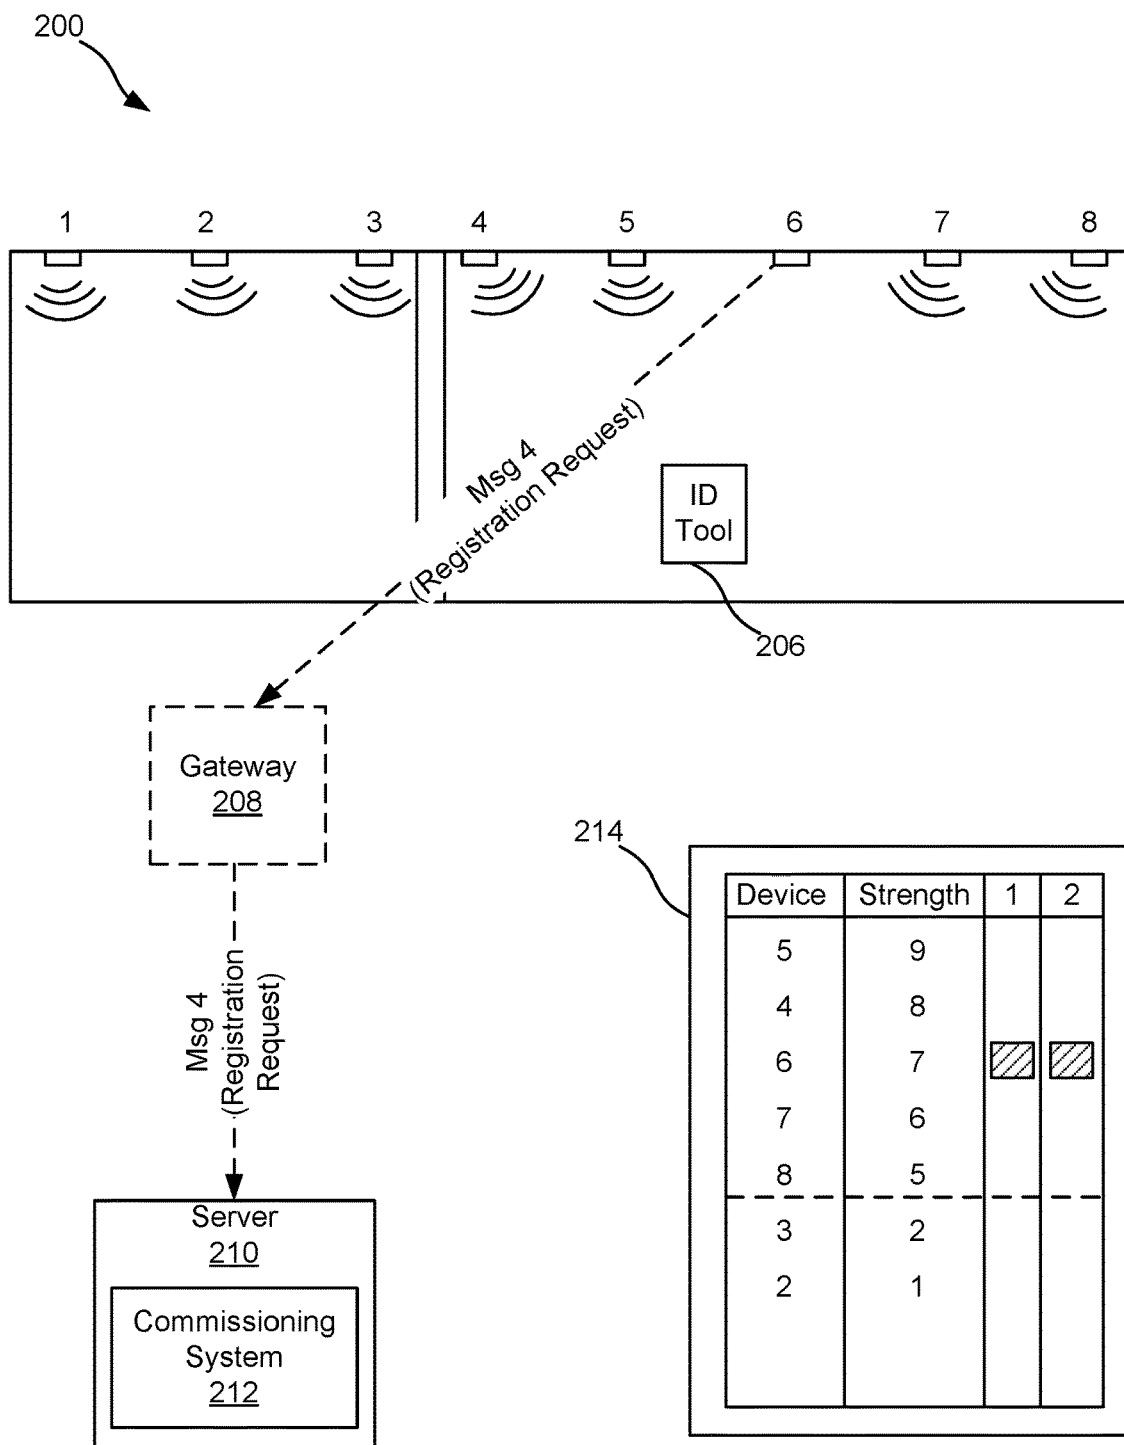 200
1 2 3 4 5 6 7 8
Msg 4
(Registration Request)
ID
Tool
206
Gateway
208
Msg 4
(Registration
Request)
Server
210
Commissioning
System
212
214
Device Strength 1 2
5 9
4 8
6 7
7 6
8 5
3 2
2 1